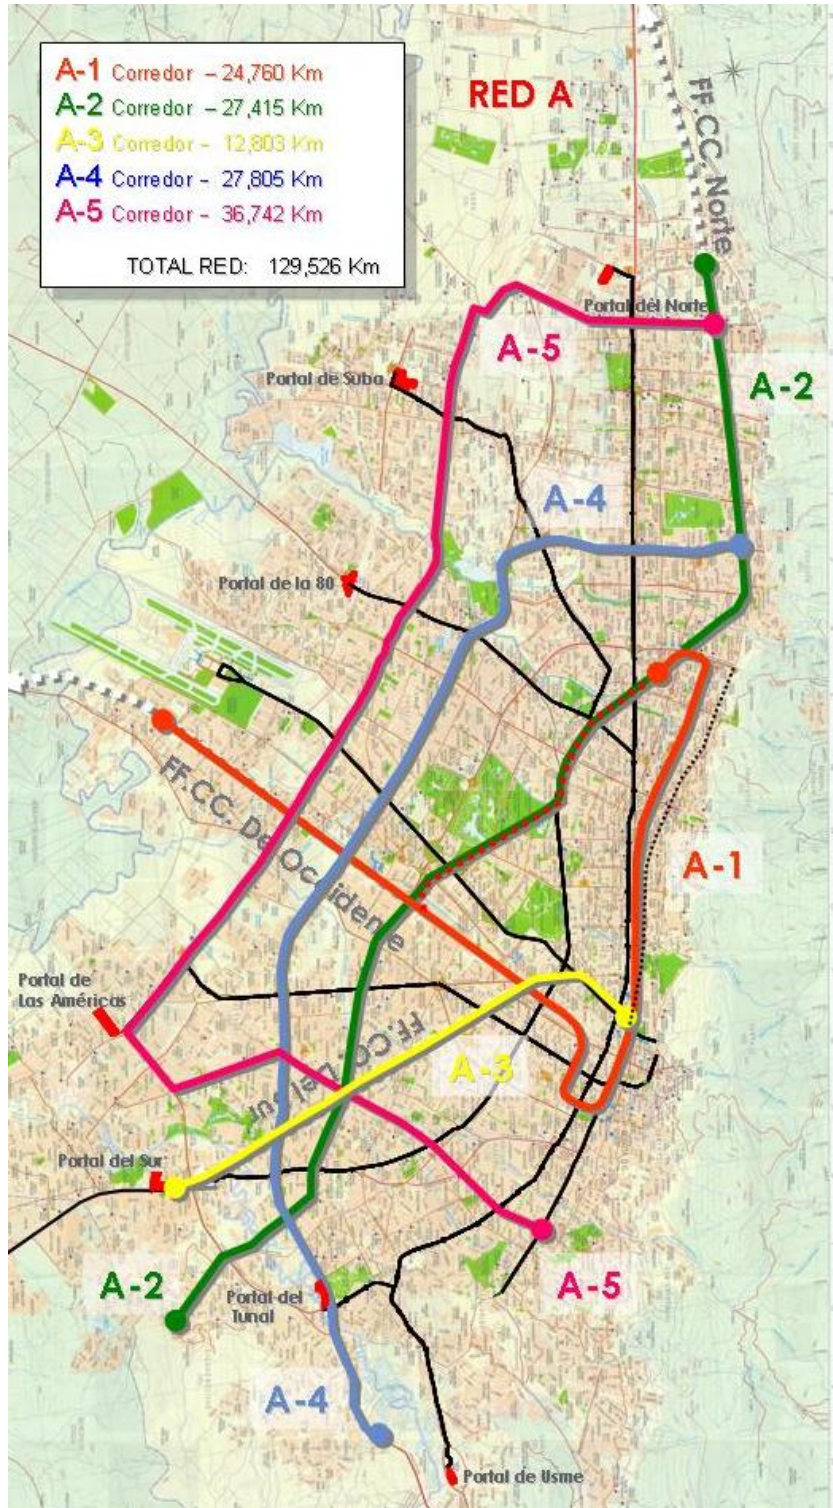 A-1 Corredor – 24,760 Km
A-2 Corredor – 27,415 Km
A-3 Corredor - 12,803 Km
A-4 Corredor – 27,805 Km
A-5 Corredor – 36,742 Km
TOTAL RED: 129,526 Km
RED A
FF.CC. Norte
Portal del Norte
A-5
Portal de Suba
A-2
A-4
Portal de la 80
FF.CC. De Occidente
A-1
Portal de
Las Américas
FF.CC. Del Sur
A-3
Portal del Sur
A-2
Portal del
Tunal
A-5
A-4
Portal de Usme